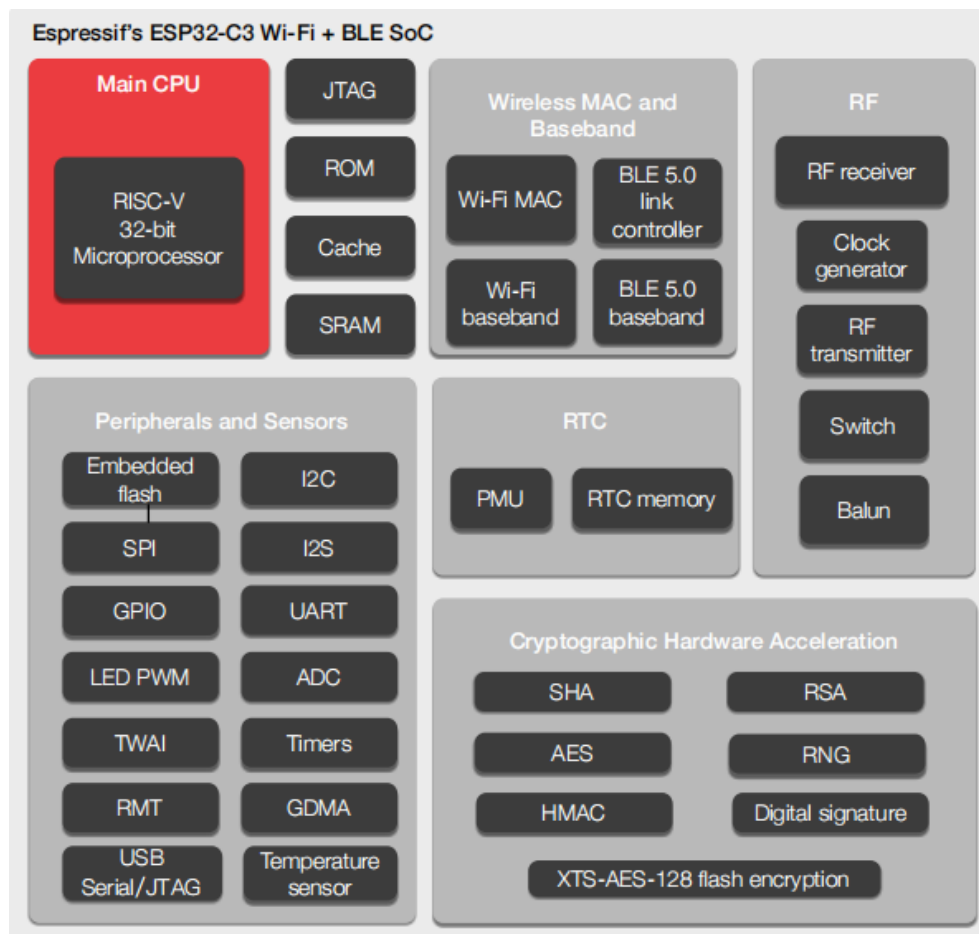 Espressif's ESP32-C3 Wi-Fi + BLE SoC
Main CPU
RISC-V
32-bit
Microprocessor
JTAG
ROM
Cache
SRAM
Wireless MAC and
Baseband
Wi-Fi MAC
BLE 5.0
link
controller
Wi-Fi
baseband
BLE 5.0
baseband
RF
RF receiver
Clock
generator
RF
transmitter
Switch
Balun
Peripherals and Sensors
Embedded
flash
I2C
SPI
I2S
GPIO
UART
LED PWM
ADC
TWAI
Timers
RMT
GDMA
USB
Serial/JTAG
Temperature
sensor
RTC
PMU
RTC memory
Cryptographic Hardware Acceleration
SHA
RSA
AES
RNG
HMAC
Digital signature
XTS-AES-128 flash encryption